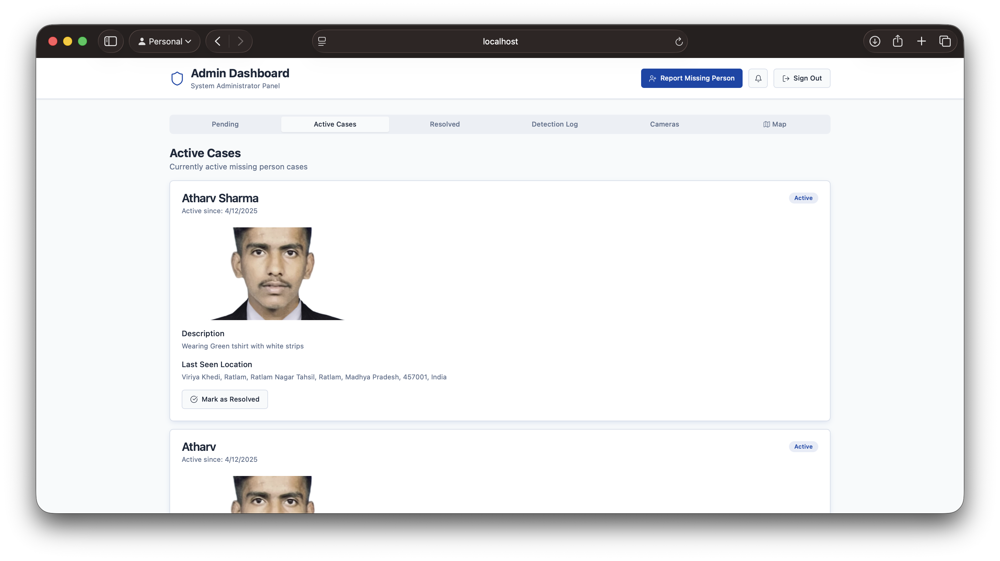 Personal
localhost
Admin Dashboard
System Administrator Panel
Report Missing Person
Sign Out
Pending
Active Cases
Resolved
Detection Log
Cameras
Map
Active Cases
Currently active missing person cases
Atharv Sharma
Active
Active since: 4/12/2025
Description
Wearing Green tshirt with white strips
Last Seen Location
Viriya Khedi, Ratlam, Ratlam Nagar Tahsil, Ratlam, Madhya Pradesh, 457001, India
Mark as Resolved
Atharv
Active
Active since: 4/12/2025